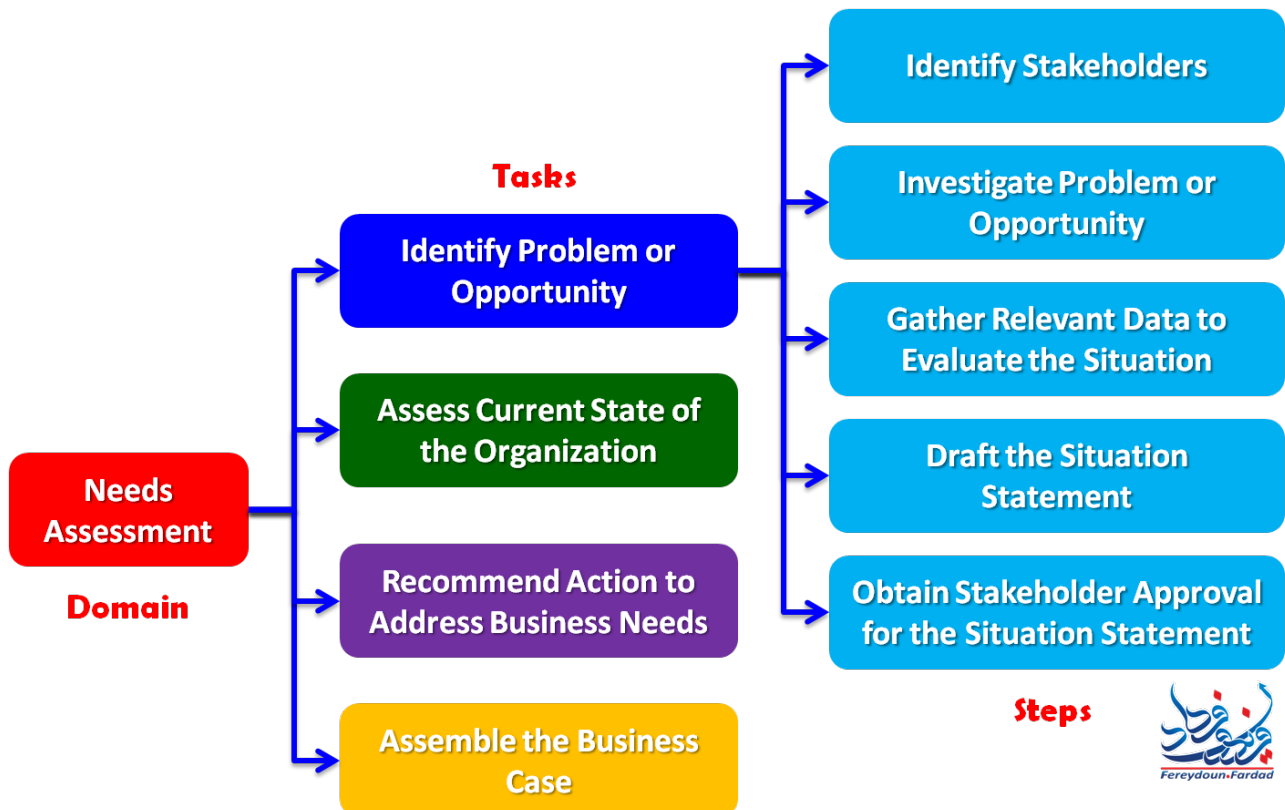 Needs
Assessment
Domain
Tasks
Identify Problem or
Opportunity
Assess Current State of
the Organization
Recommend Action to
Address Business Needs
Assemble the Business
Case
Identify Stakeholders
Investigate Problem or
Opportunity
Gather Relevant Data to
Evaluate the Situation
Draft the Situation
Statement
Obtain Stakeholder Approval
for the Situation Statement
Steps
Fereydoun•Fardad